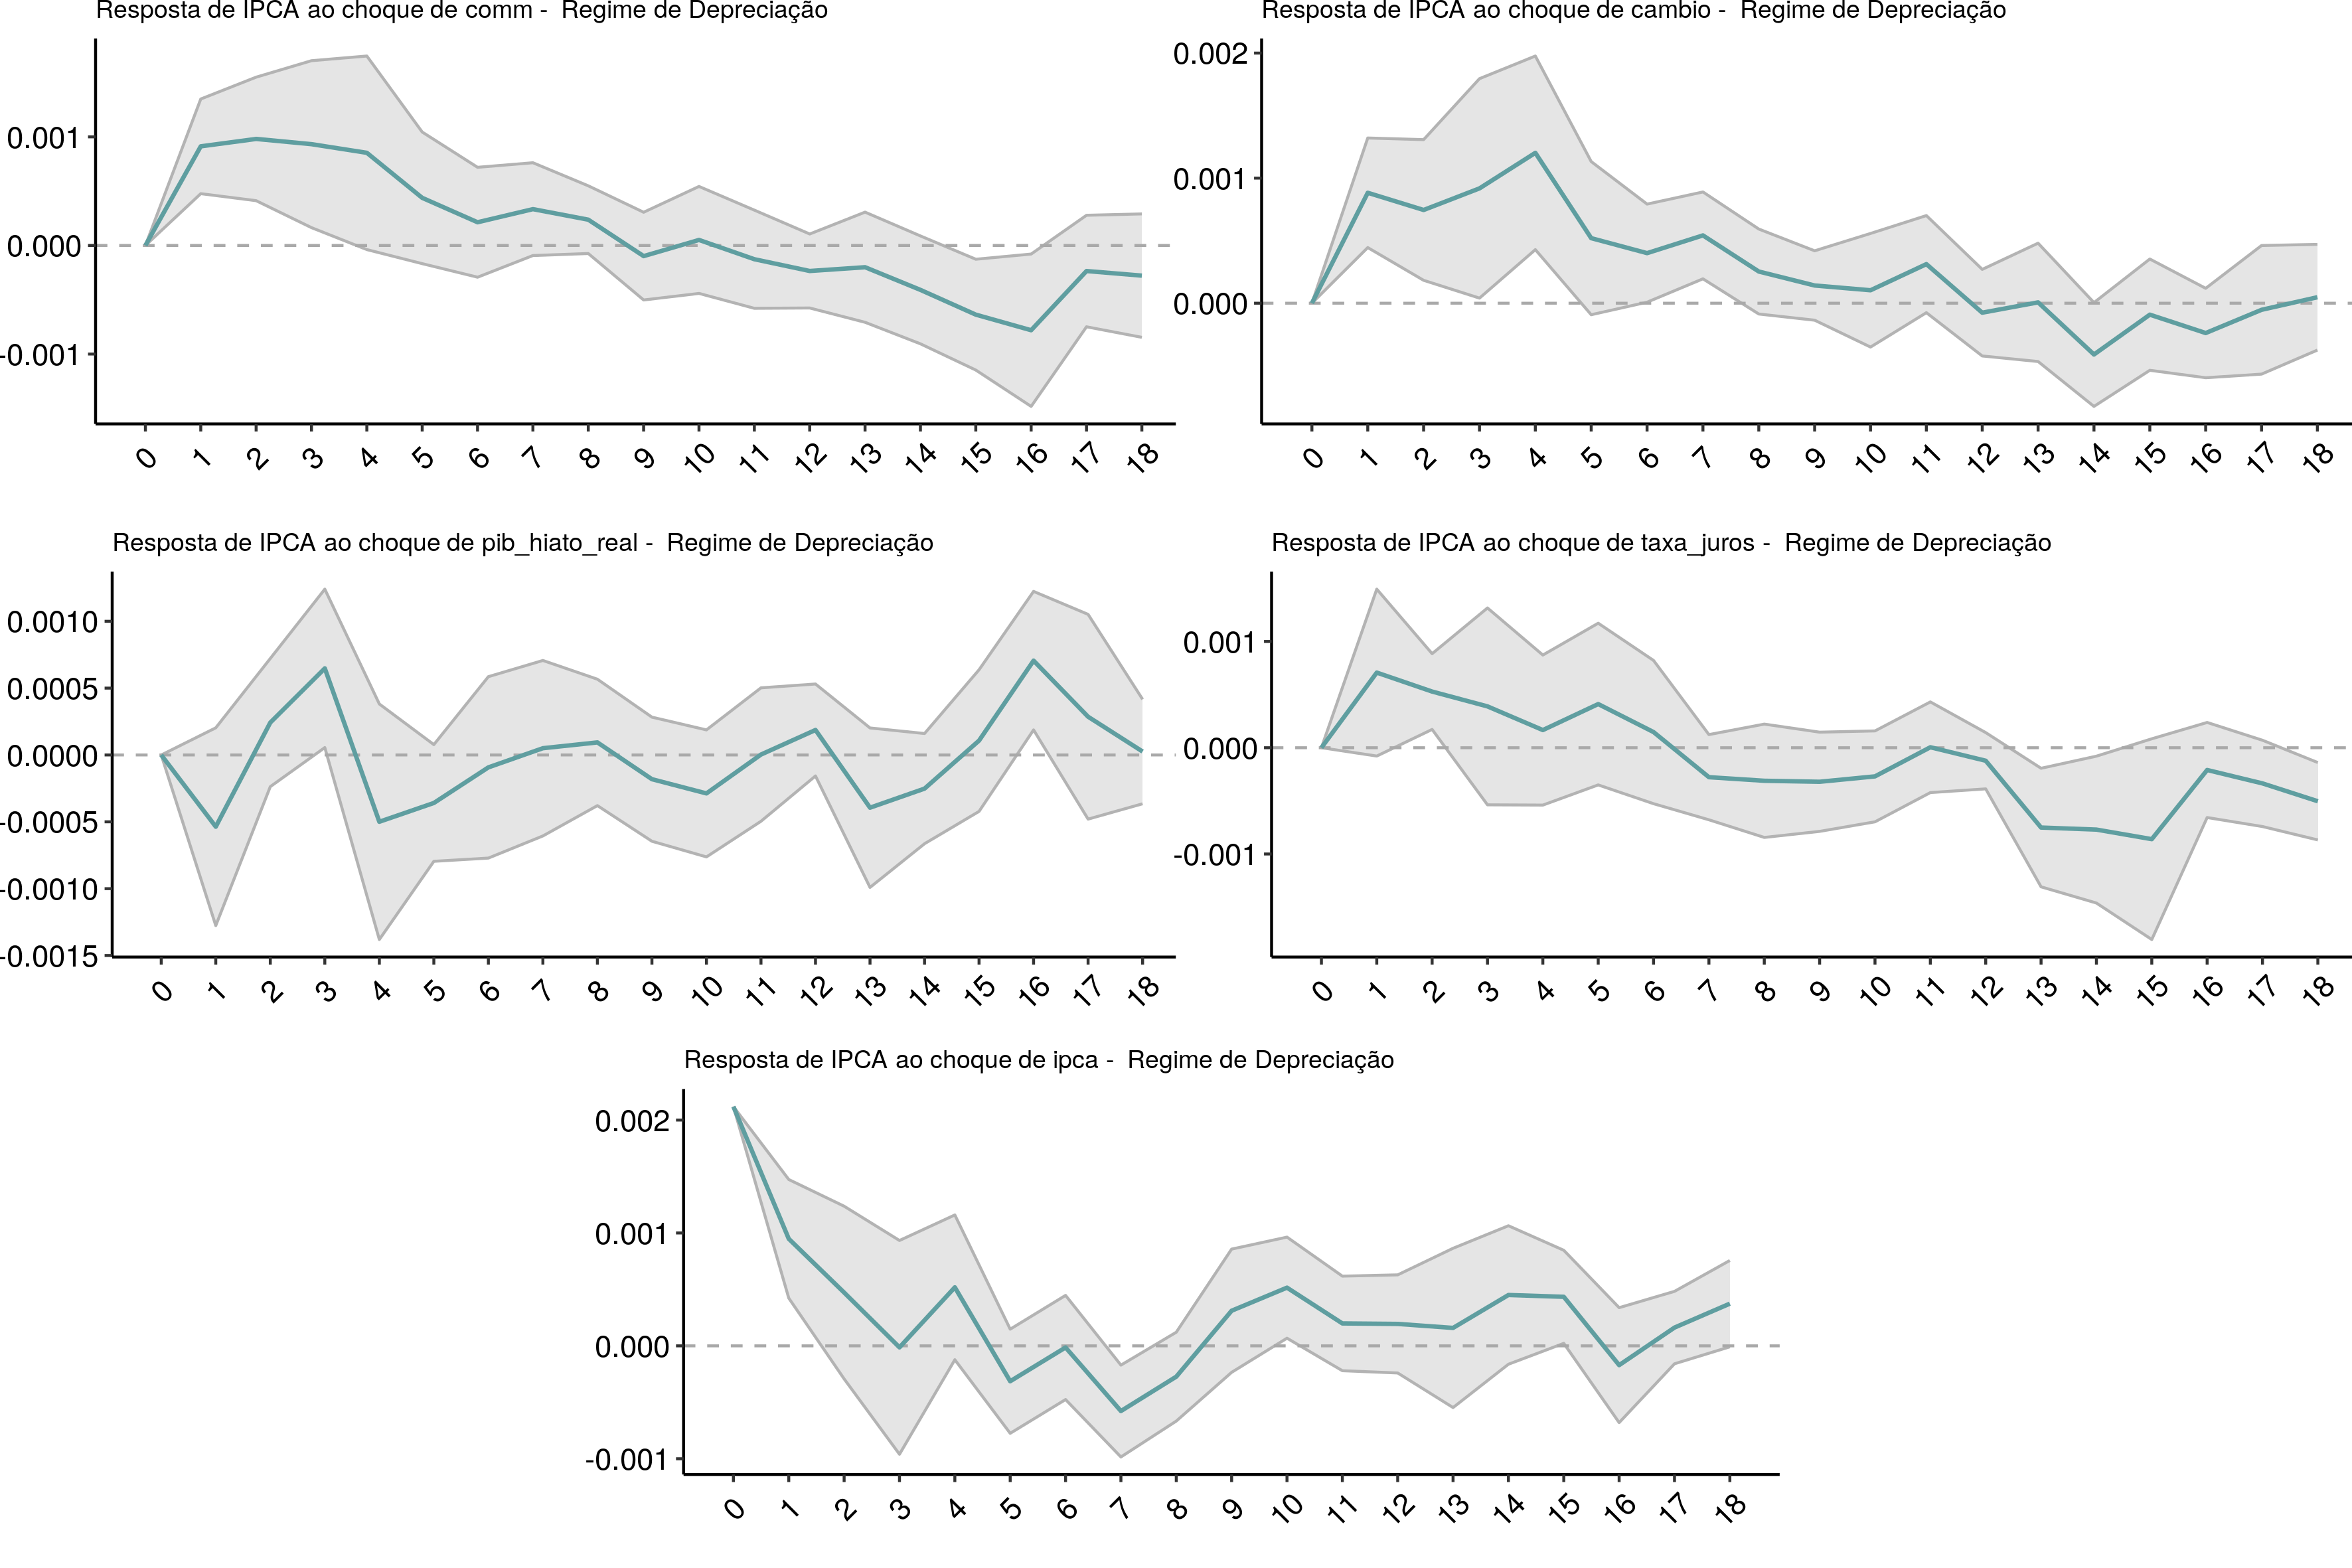 Resposta de IPCA ao choque de comm -  Regime de Depreciação
0.001
0.000
-0.001
0 1 2 3 4 5 6 7 8 9 10 11 12 13 14 15 16 17 18
Resposta de IPCA ao choque de cambio -  Regime de Depreciação
0.002
0.001
0.000
0 1 2 3 4 5 6 7 8 9 10 11 12 13 14 15 16 17 18
Resposta de IPCA ao choque de pib_hiato_real -  Regime de Depreciação
0.0010
0.0005
0.0000
-0.0005
-0.0010
-0.0015
0 1 2 3 4 5 6 7 8 9 10 11 12 13 14 15 16 17 18
Resposta de IPCA ao choque de taxa_juros -  Regime de Depreciação
0.001
0.000
-0.001
0 1 2 3 4 5 6 7 8 9 10 11 12 13 14 15 16 17 18
Resposta de IPCA ao choque de ipca -  Regime de Depreciação
0.002
0.001
0.000
-0.001
0 1 2 3 4 5 6 7 8 9 10 11 12 13 14 15 16 17 18